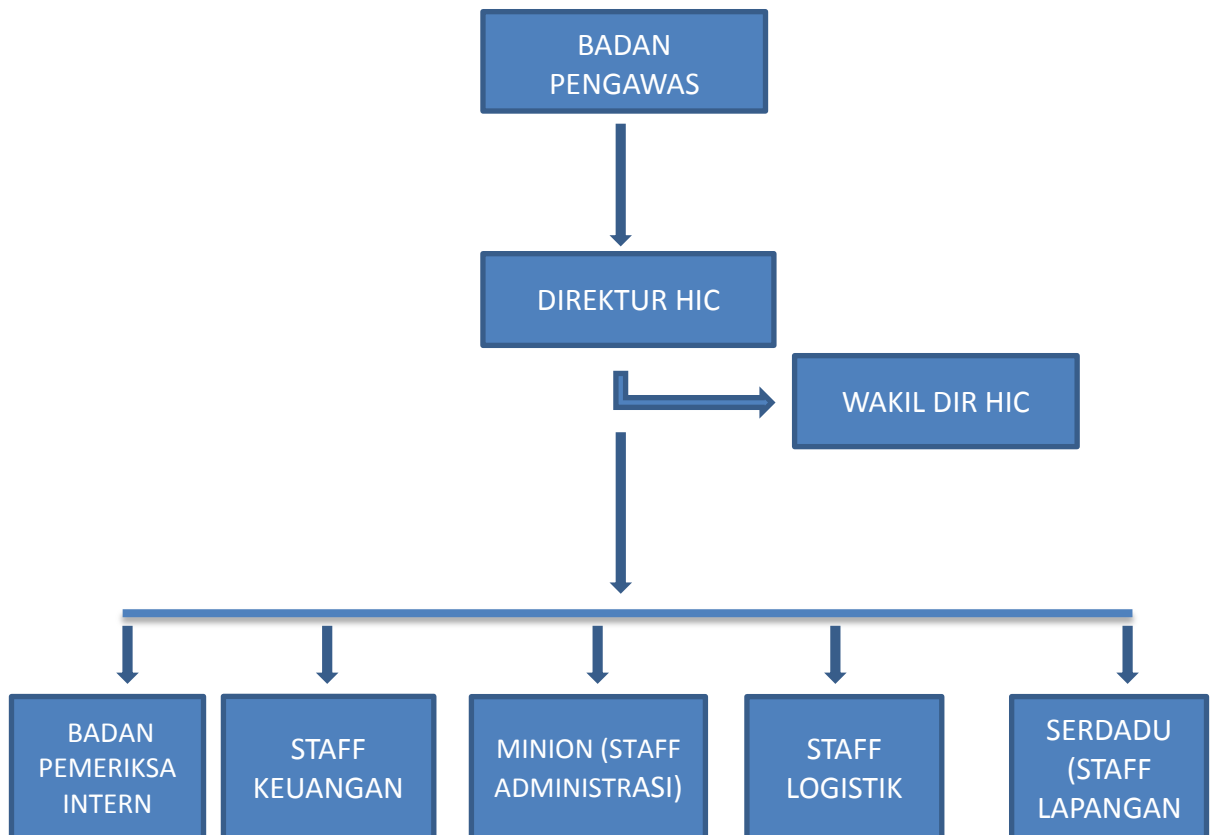 BADAN
PENGAWAS
DIREKTUR HIC
WAKIL DIR HIC
BADAN
PEMERIKSA
INTERN
STAFF
KEUANGAN
MINION (STAFF
ADMINISTRASI)
STAFF
LOGISTIK
SERDADU
(STAFF
LAPANGAN